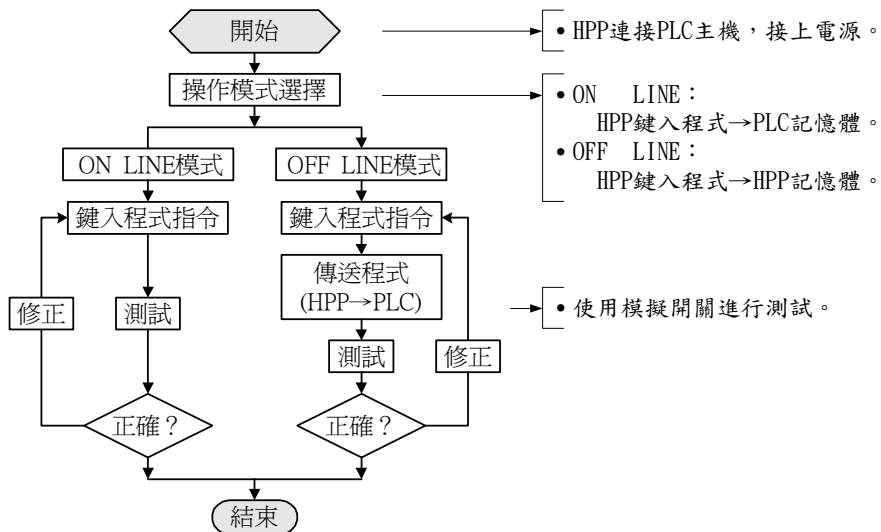 開始
• HPP連接PLC主機，接上電源。
操作模式選擇
• ON LINE：
HPP鍵入程式→PLC記憶體。
• OFF LINE：
HPP鍵入程式→HPP記憶體。
ON LINE模式
OFF LINE模式
鍵入程式指令
鍵入程式指令
傳送程式
(HPP→PLC)
修正
測試
• 使用模擬開關進行測試。
測試
修正
正確？
正確？
結束